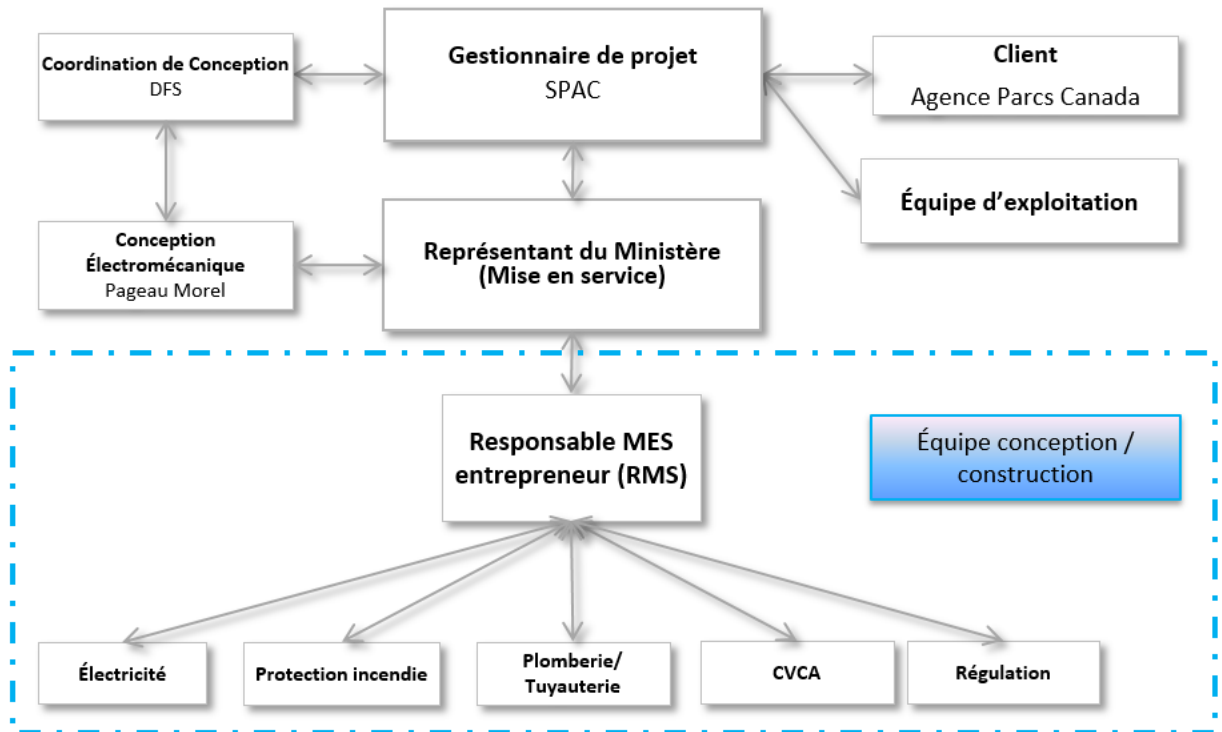 Coordination de Conception
DFS
Gestionnaire de projet
SPAC
Client
Agence Parcs Canada
Équipe d’exploitation
Conception
Électromécanique
Pageau Morel
Représentant du Ministère
(Mise en service)
Responsable MES
entrepreneur (RMS)
Équipe conception /
construction
Électricité
Protection incendie
Plomberie/
Tuyauterie
CVCA
Régulation